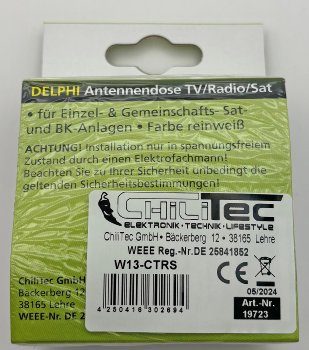 DELPHI Antennendose TV/Radio/Sat
• für Einzel- & Gemeinschafts- Sat-
und BK-Anlagen • Farbe reinweiß
ACHTUNG! Installation nur in spannungsfreiem
Zustand durch einen Elektrofachmann!
Beachten Sie zu Ihrer Sicherheit unbedingt die
geltenden Sicherheitsbestimmungen!
CHILITEC
ELEKTRONIK • TECHNIK • LIFESTYLE
ChiliTec GmbH • Bäckerberg 12 • 38165 Lehre
WEEE Reg.-Nr.DE 25841852
W13-CTRS
4 250416 302694
CE
05/2024
Art.-Nr.
19723
ChiliTec GmbH
Bäckerberg
38165 Lehre
WEEE-Nr. DE 25